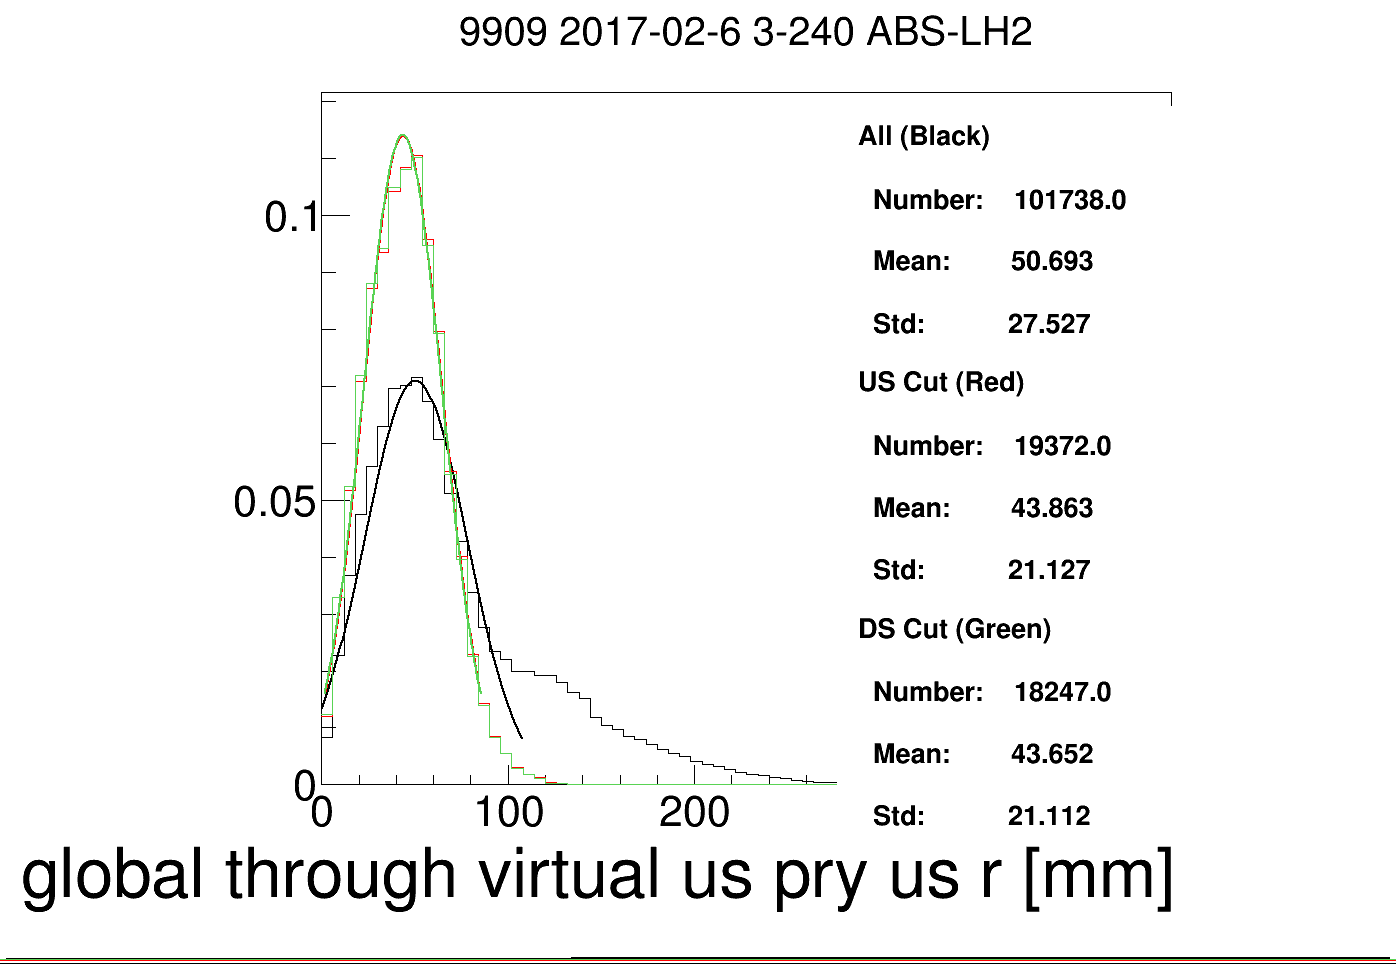 9909 2017-02-6 3-240 ABS-LH2
All (Black)
Number: 101738.0
Mean: 50.693
Std: 27.527
US Cut (Red)
Number: 19372.0
Mean: 43.863
Std: 21.127
DS Cut (Green)
Number: 18247.0
Mean: 43.652
Std: 21.112
0.1
0.05
0
0 100 200
global through virtual us pry us r [mm]